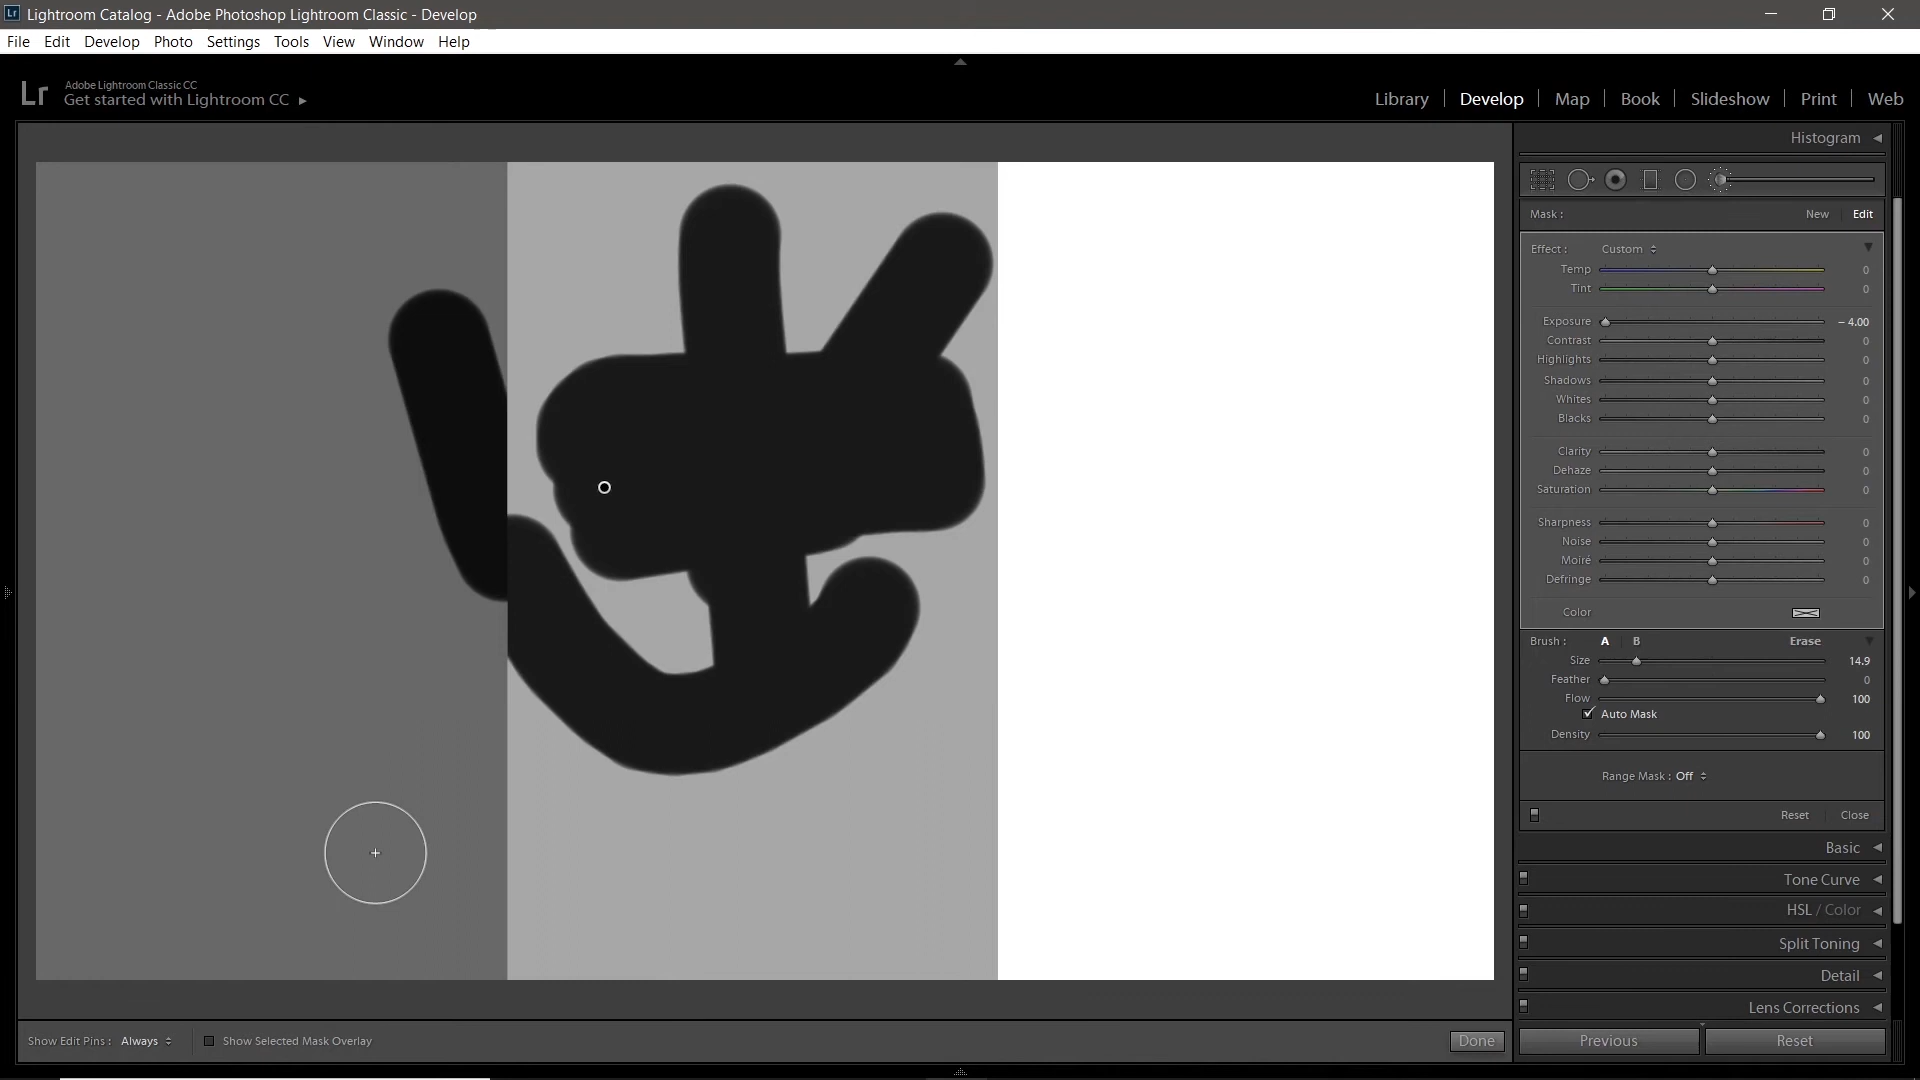 Lr Lightroom Catalog - Adobe Photoshop Lightroom Classic - Develop
File Edit Develop Photo Settings Tools View Window Help
Lr Adobe Lightroom Classic CC
Get started with Lightroom CC
Library Develop Map Book Slideshow Print Web
Histogram
Mask : New Edit
Effect : Custom
Temp 0
Tint 0
Exposure – 4.00
Contrast 0
Highlights 0
Shadows 0
Whites 0
Blacks 0
Clarity 0
Dehaze 0
Saturation 0
Sharpness 0
Noise 0
Moiré 0
Defringe 0
Color
Brush : A B Erase
Size 14.9
Feather 0
Flow 100
Auto Mask
Density 100
Range Mask : Off
Reset Close
Basic
Tone Curve
HSL / Color
Split Toning
Detail
Lens Corrections
Show Edit Pins : Always Show Selected Mask Overlay Done Previous Reset